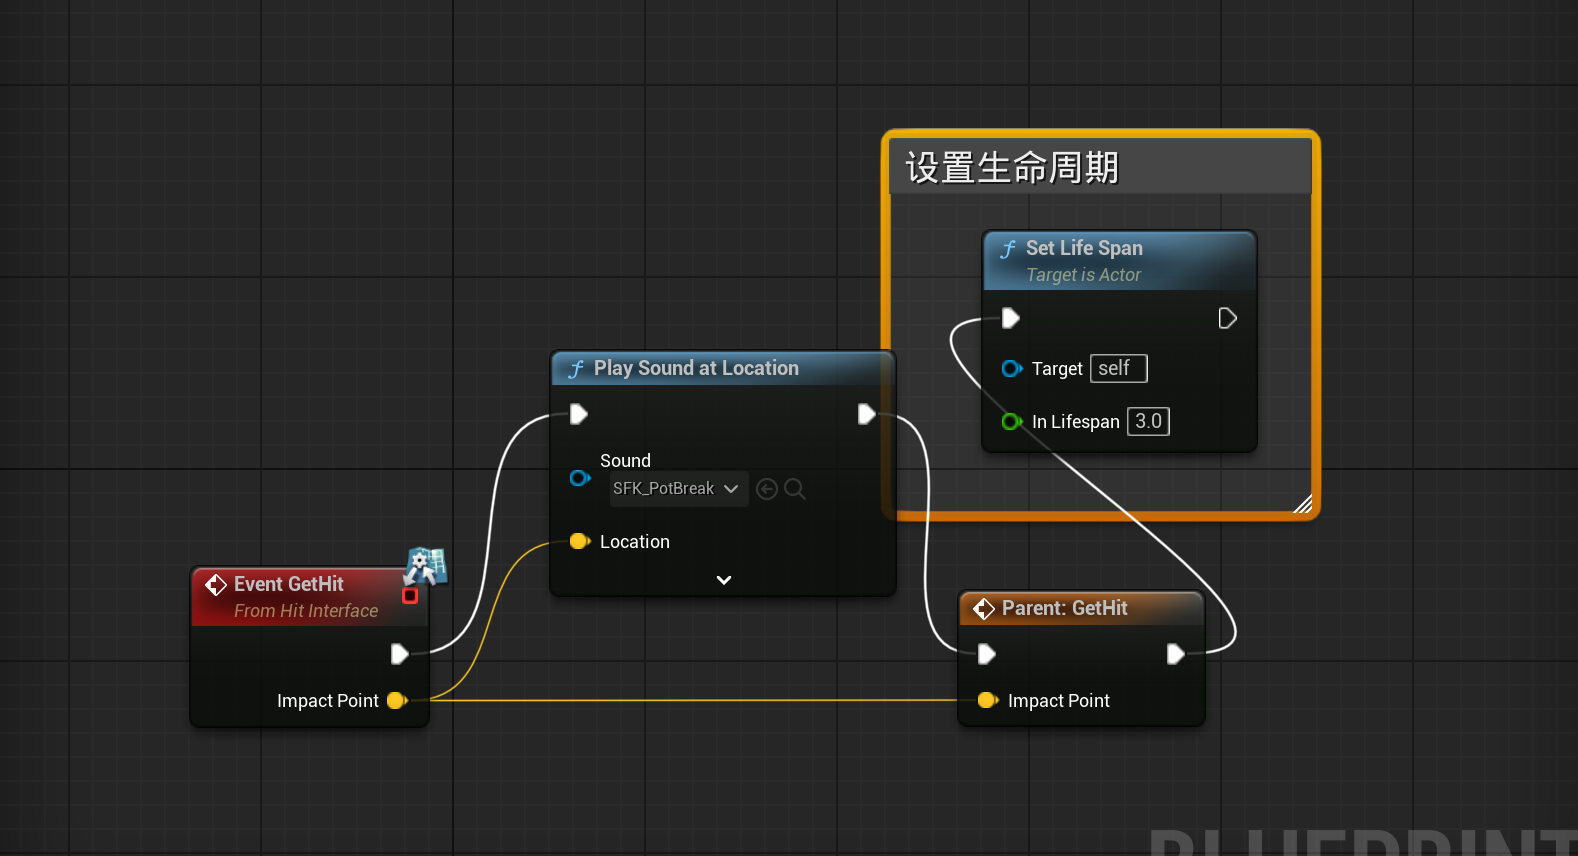 设置生命周期
Set Life Span
Target is Actor
Target self
In Lifespan 3.0
Play Sound at Location
Sound
SFK_PotBreak
Location
Event GetHit
From Hit Interface
Impact Point
Parent: GetHit
Impact Point
BLUEPRINT